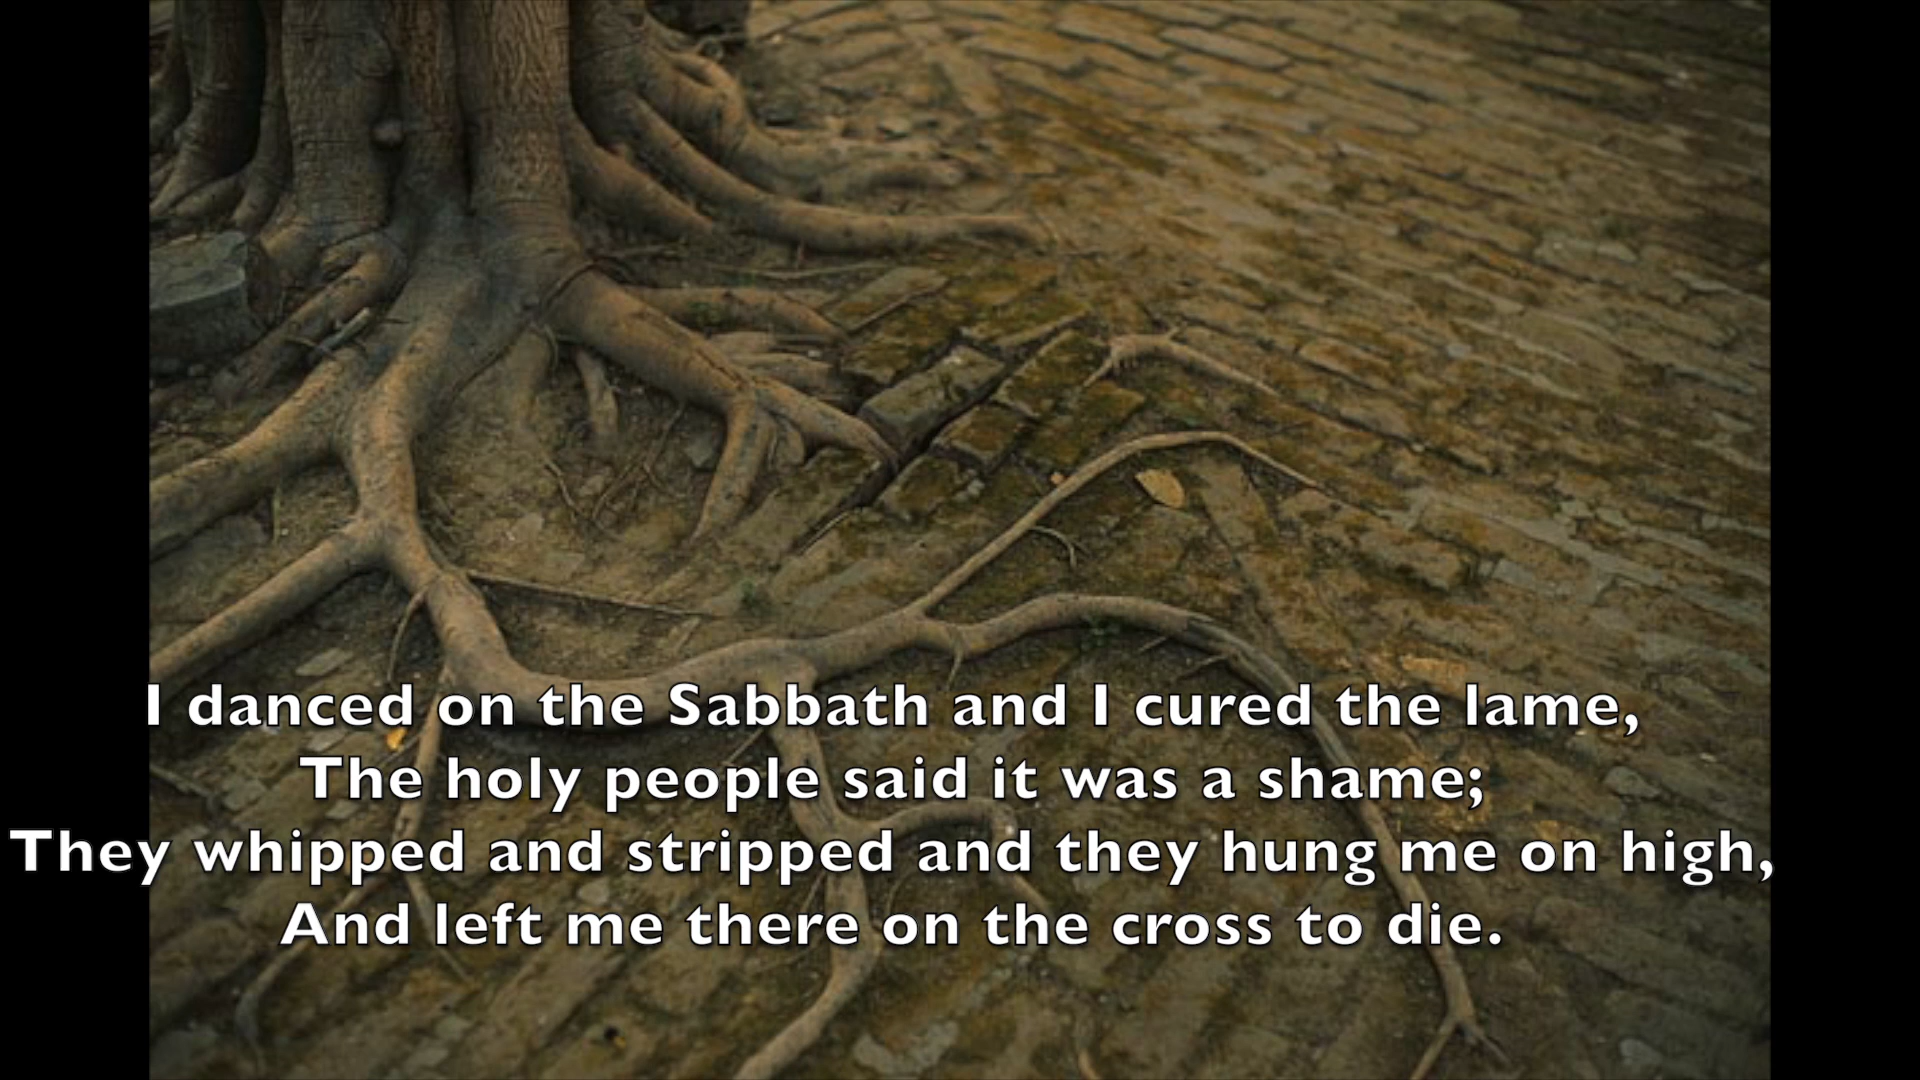 I danced on the Sabbath and I cured the lame,
The holy people said it was a shame;
They whipped and stripped and they hung me on high,
And left me there on the cross to die.